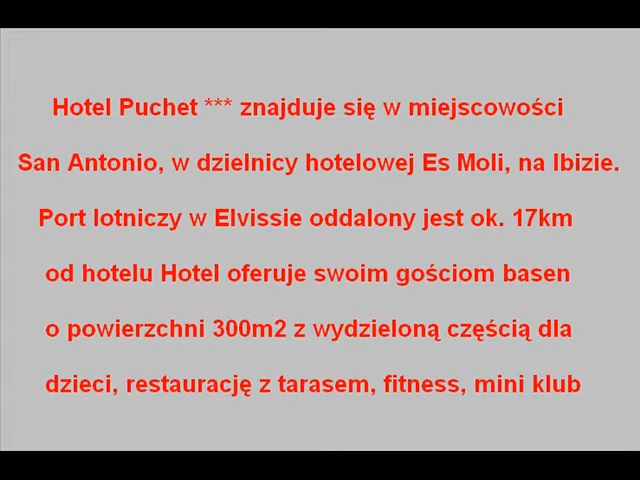 Hotel Puchet *** znajduje się w miejscowości
San Antonio, w dzielnicy hotelowej Es Moli, na Ibizie.
Port lotniczy w Elvissie oddalony jest ok. 17km
od hotelu Hotel oferuje swoim gościom basen
o powierzchni 300m2 z wydzieloną częścią dla
dzieci, restaurację z tarasem, fitness, mini klub